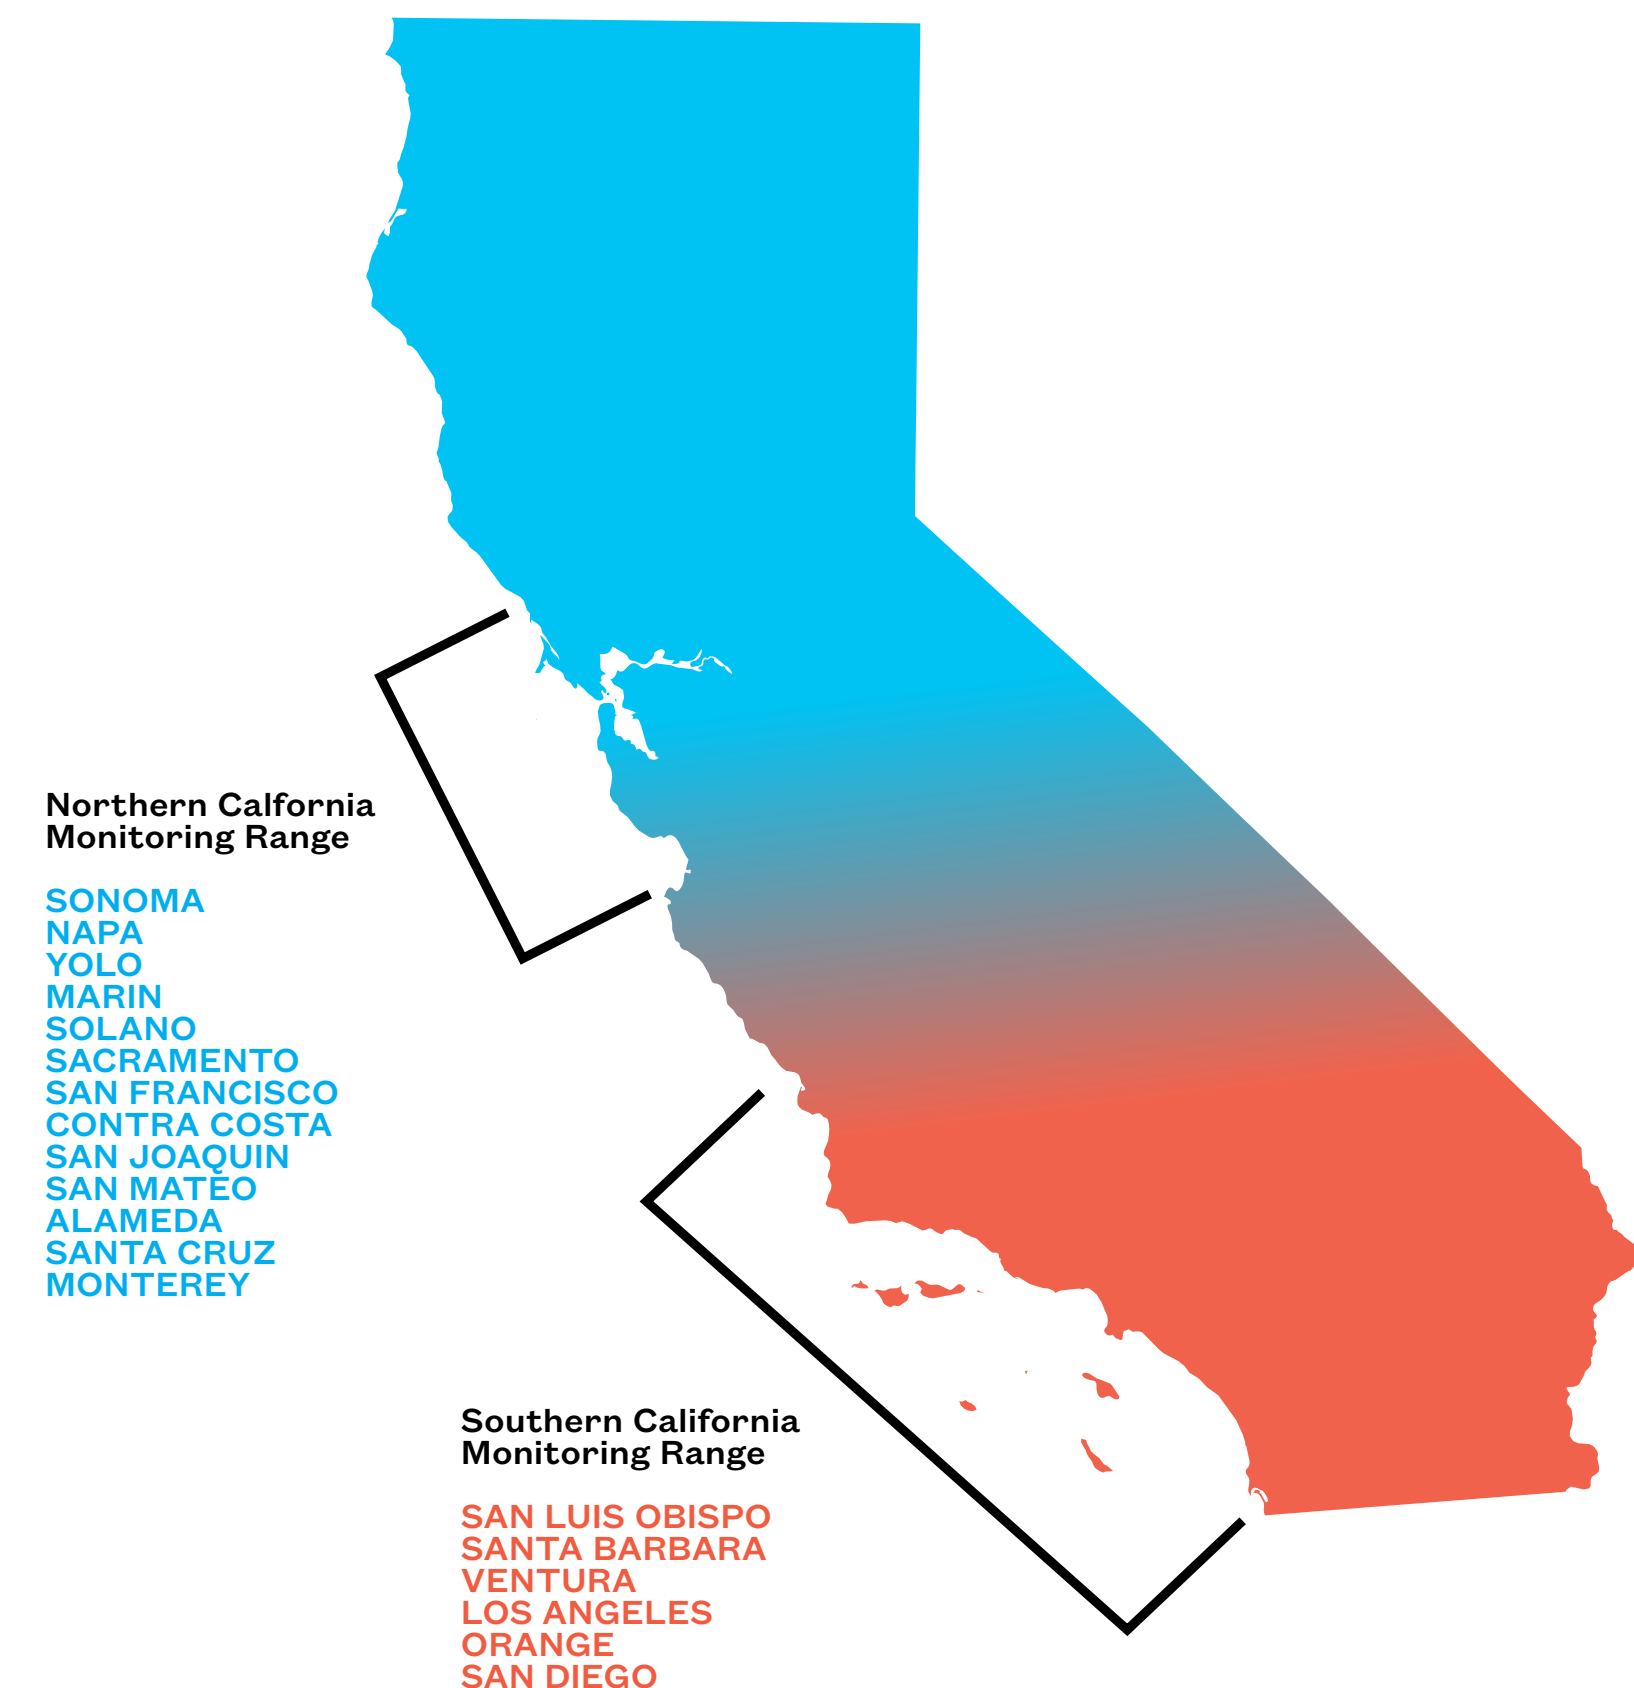 Northern Calfornia
Monitoring Range
SONOMA
NAPA
YOLO
MARIN
SOLANO
SACRAMENTO
SAN FRANCISCO
CONTRA COSTA
SAN JOAQUIN
SAN MATEO
ALAMEDA
SANTA CRUZ
MONTEREY
Southern California
Monitoring Range
SAN LUIS OBISPO
SANTA BARBARA
VENTURA
LOS ANGELES
ORANGE
SAN DIEGO